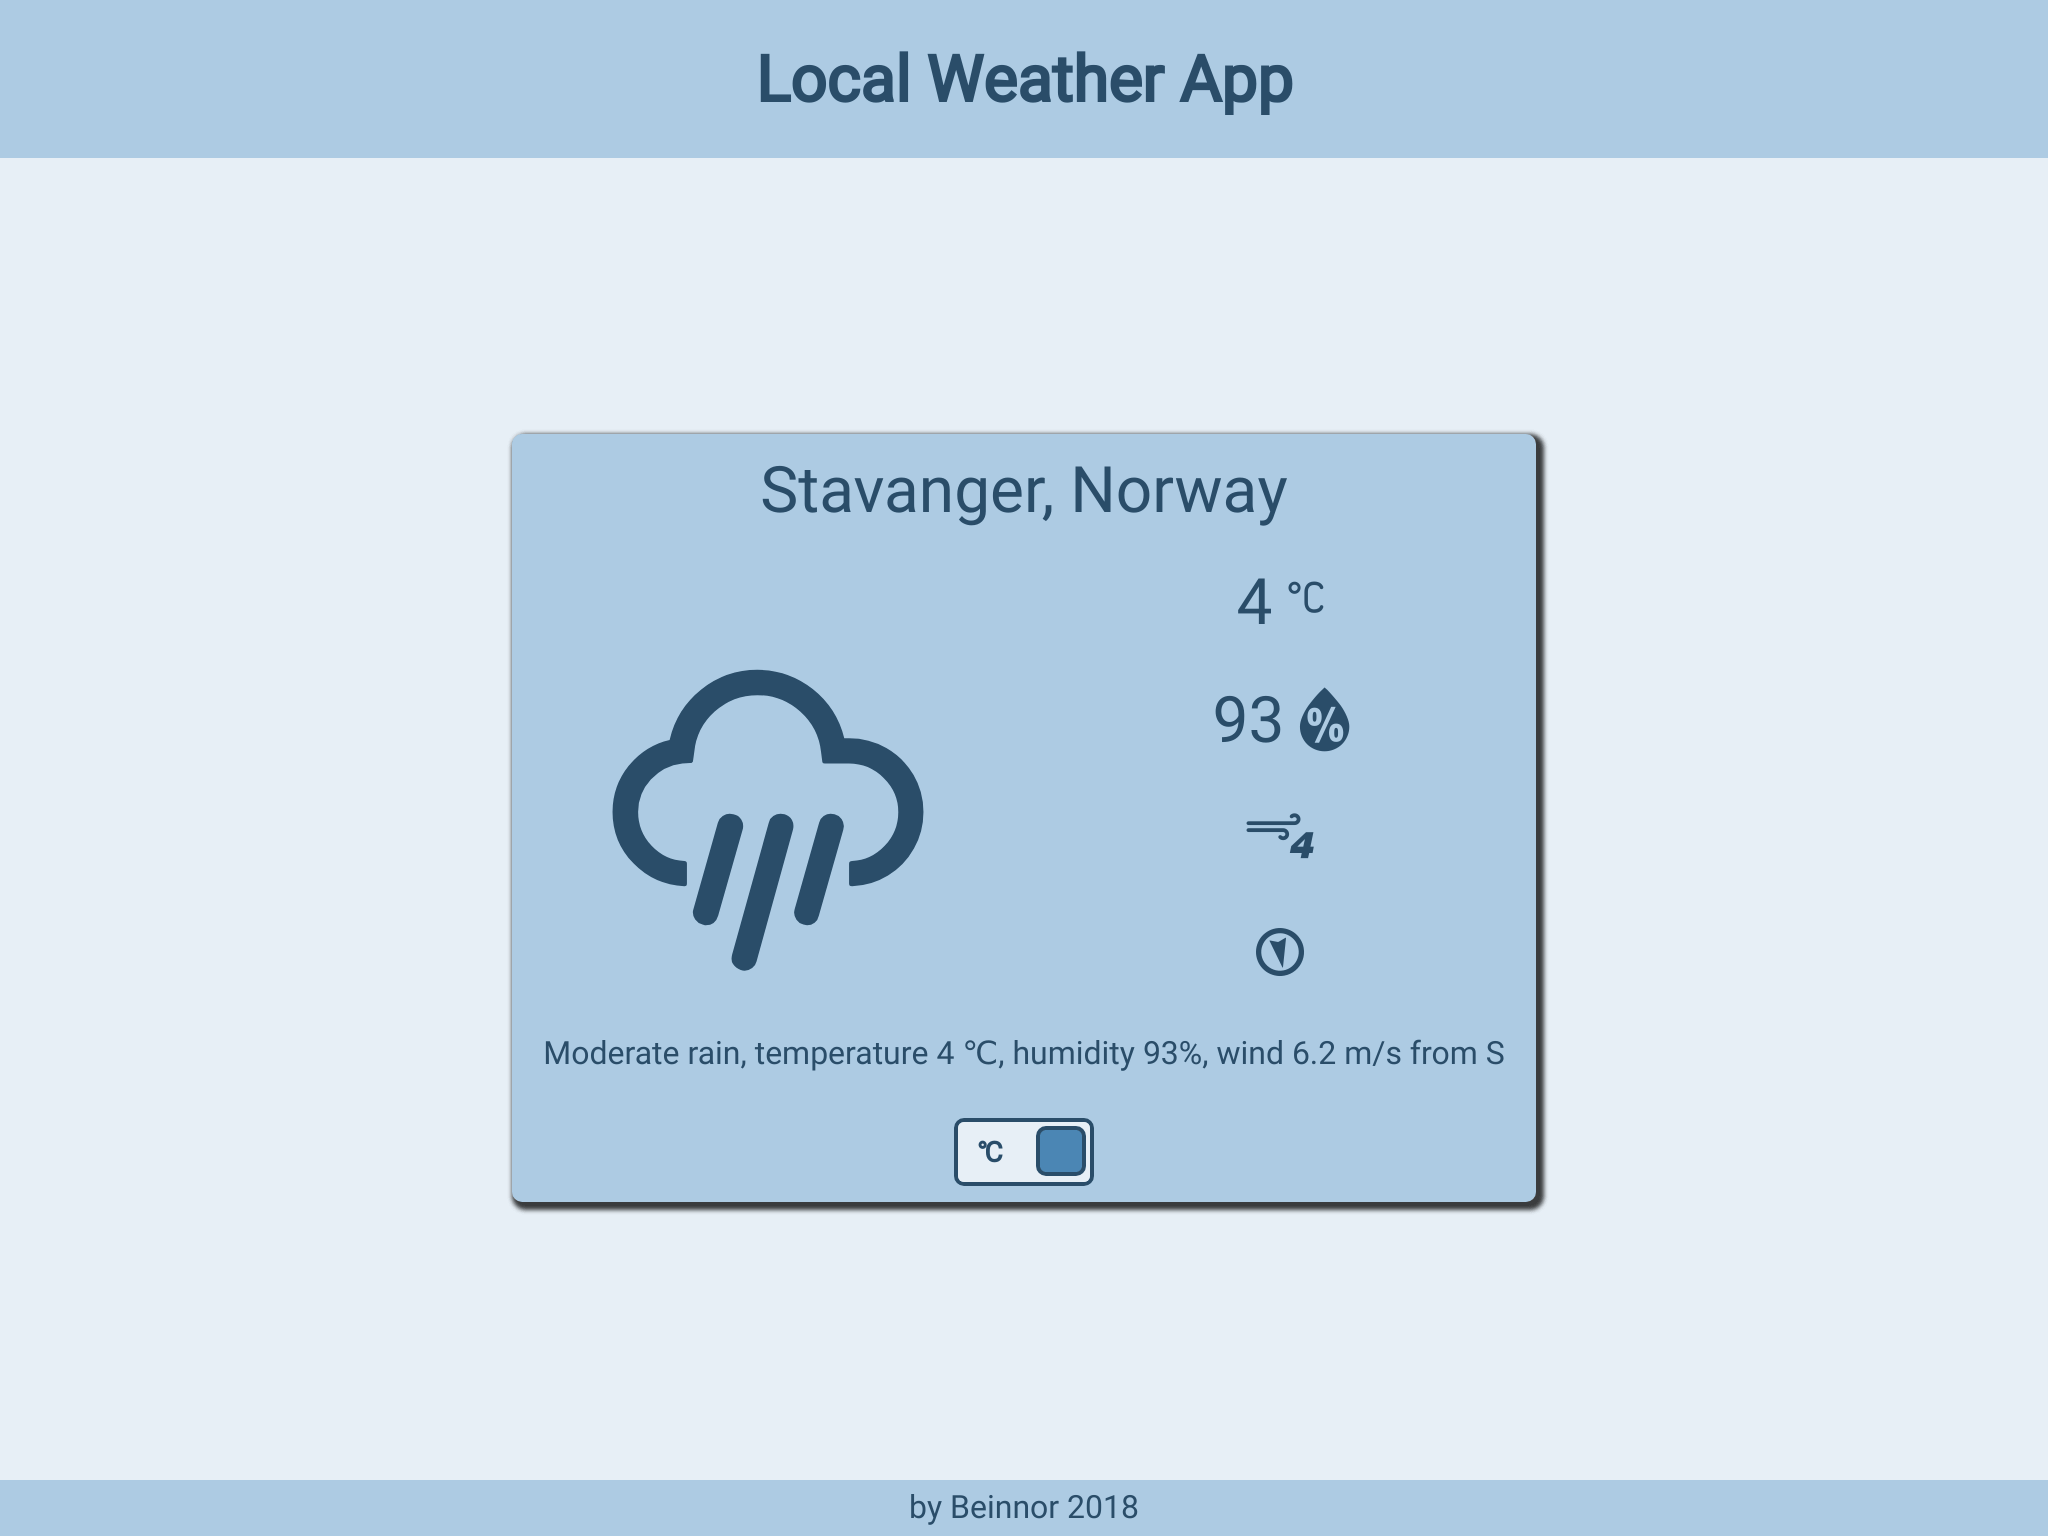 Local Weather App
Stavanger, Norway
4 °C
93 %
4
Moderate rain, temperature 4 °C, humidity 93%, wind 6.2 m/s from S
°C
by Beinnor 2018